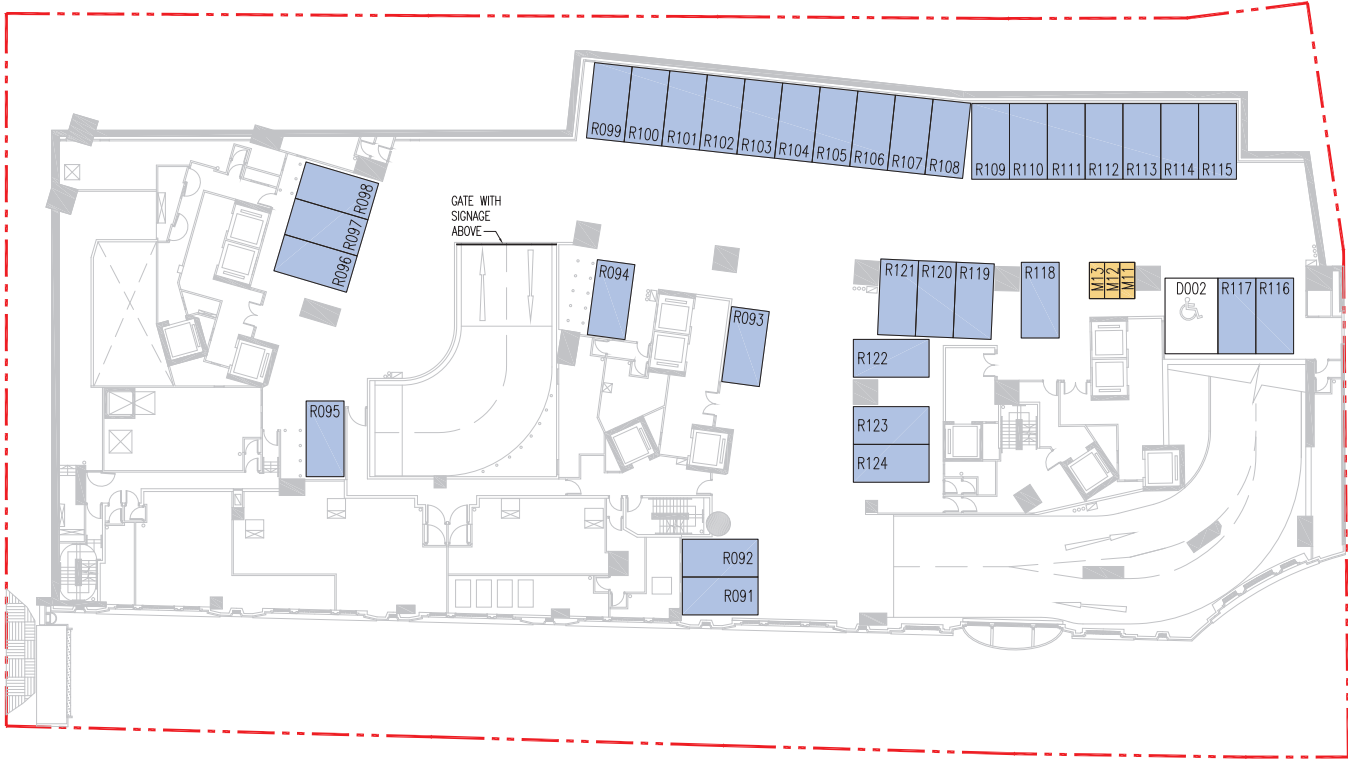 R099
R100
R101
R102
R103
R104
R105
R106
R107
R108
R109
R110
R111
R112
R113
R114
R115
R098
R097
R096
GATE WITH
SIGNAGE
ABOVE
R094
R093
R121
R120
R119
R118
M13
M12
M11
D002
R117
R116
R122
R095
R123
R124
R092
R091